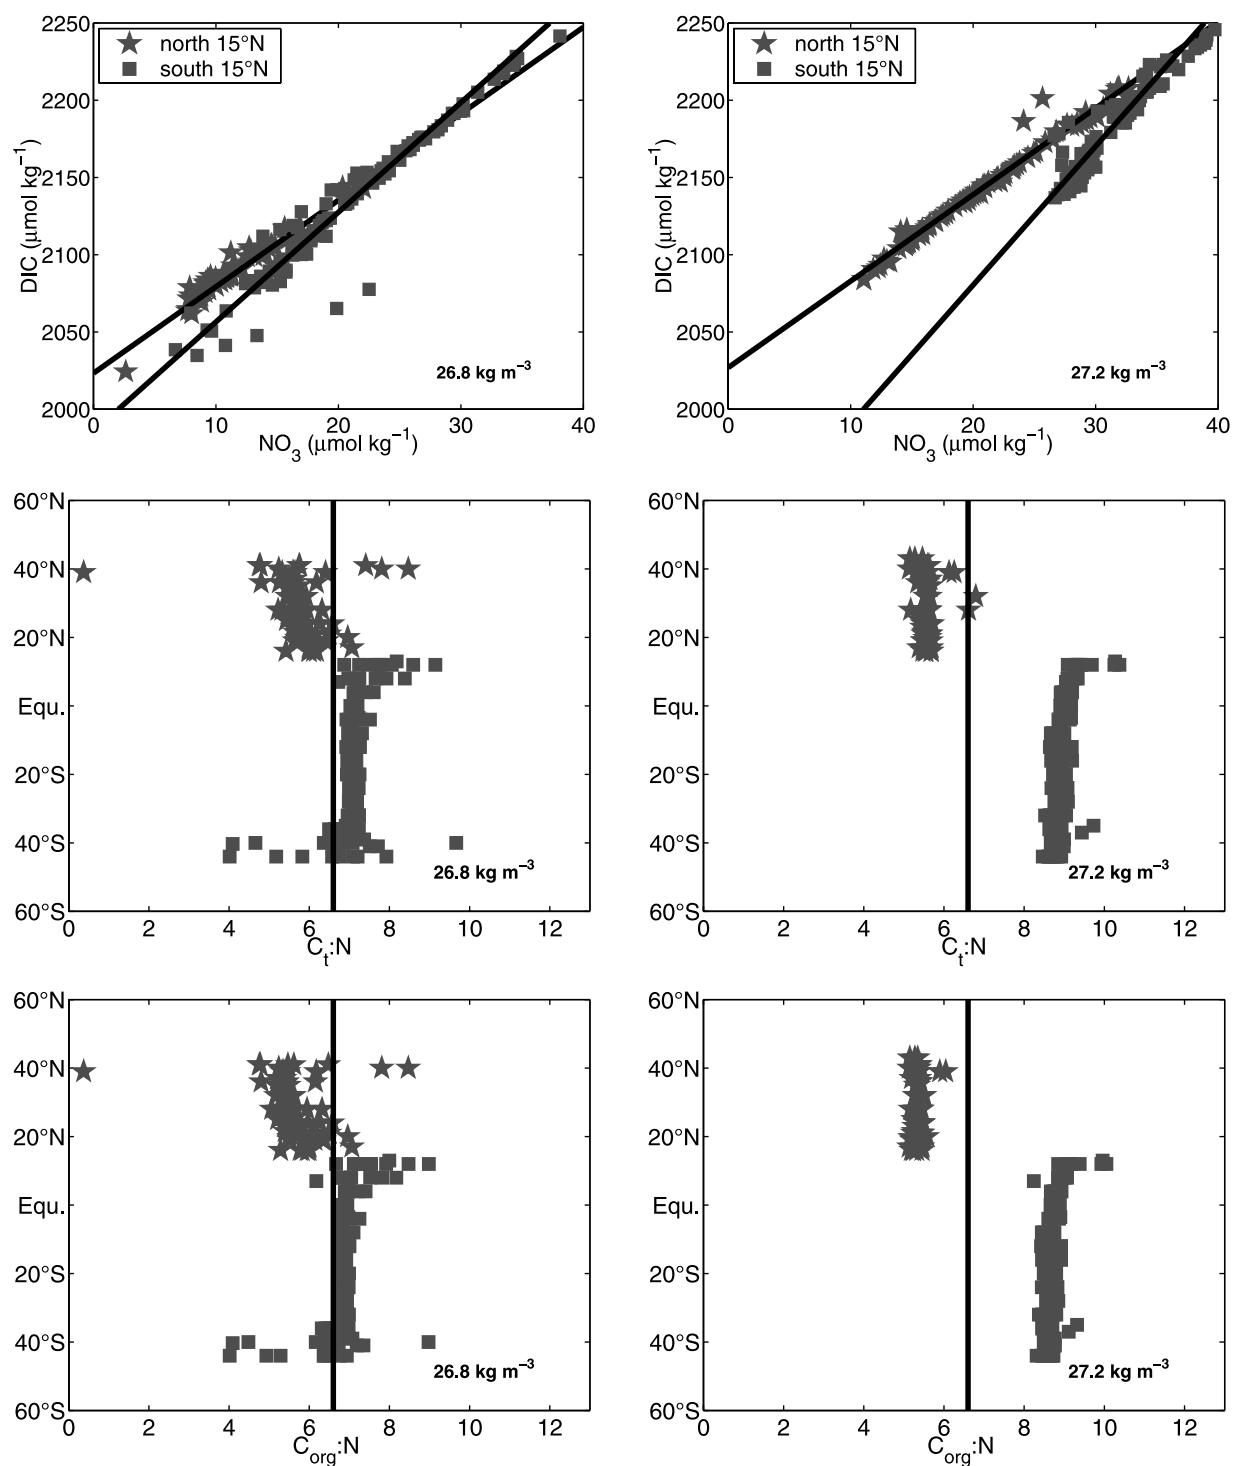 2250
2200
2150
2100
2050
2000
DIC (μmol kg⁻¹)
north 15°N
south 15°N
26.8 kg m⁻³
0 10 20 30 40
NO₃ (μmol kg⁻¹)
2250
2200
2150
2100
2050
2000
DIC (μmol kg⁻¹)
north 15°N
south 15°N
27.2 kg m⁻³
0 10 20 30 40
NO₃ (μmol kg⁻¹)
60°N
40°N
20°N
Equ.
20°S
40°S
60°S
26.8 kg m⁻³
0 2 4 6 8 10 12
Cₜ:N
60°N
40°N
20°N
Equ.
20°S
40°S
60°S
27.2 kg m⁻³
0 2 4 6 8 10 12
Cₜ:N
60°N
40°N
20°N
Equ.
20°S
40°S
60°S
26.8 kg m⁻³
0 2 4 6 8 10 12
C_org:N
60°N
40°N
20°N
Equ.
20°S
40°S
60°S
27.2 kg m⁻³
0 2 4 6 8 10 12
C_org:N